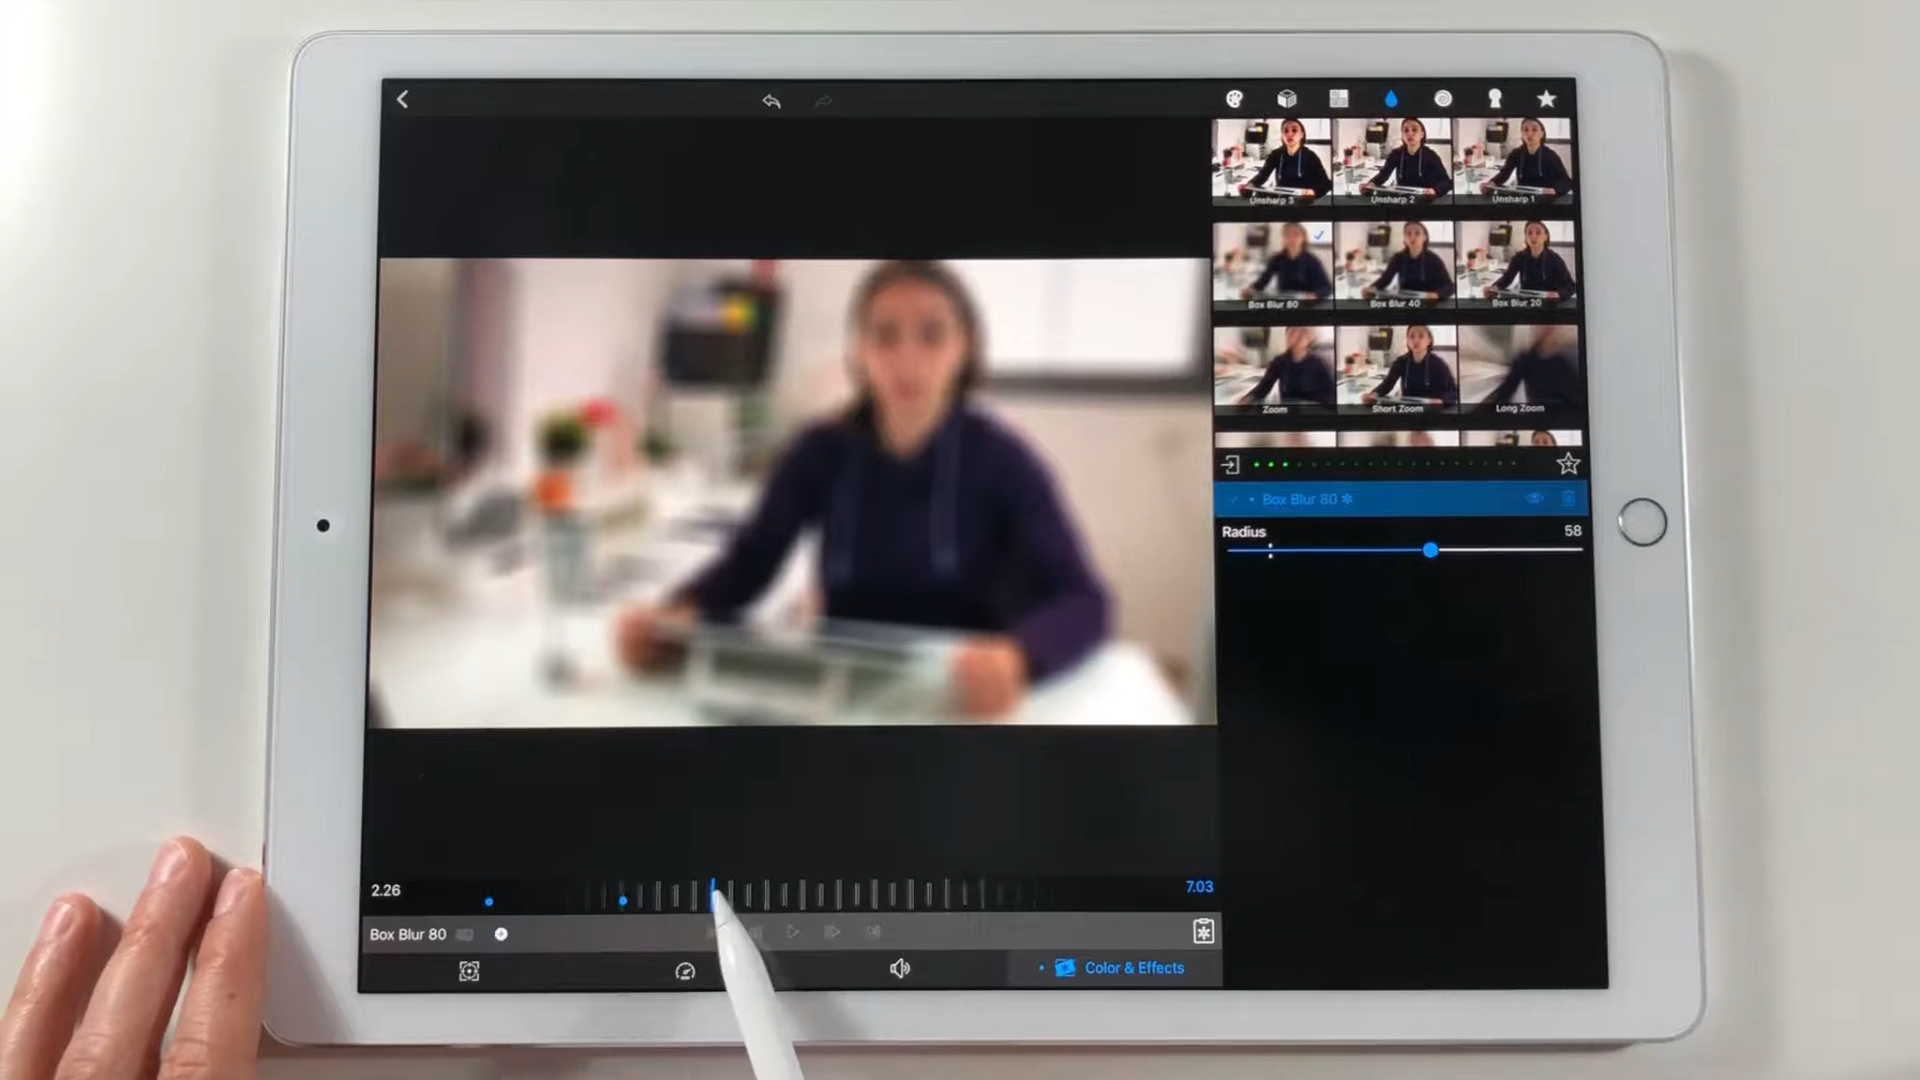 Unsharp 3
Unsharp 2
Unsharp 1
Box Blur 80
Box Blur 40
Box Blur 20
Zoom
Short Zoom
Long Zoom
Box Blur 80 ✻
Radius
58
2.26
7.03
Box Blur 80
Color & Effects